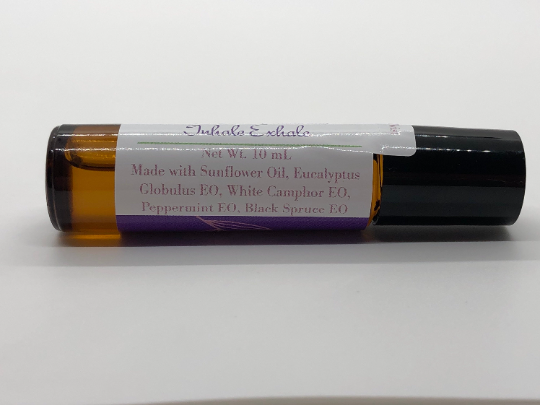 Inhale Exhale
Net Wt. 10 mL
Made with Sunflower Oil, Eucalyptus
Globulus EO, White Camphor EO,
Peppermint EO, Black Spruce EO